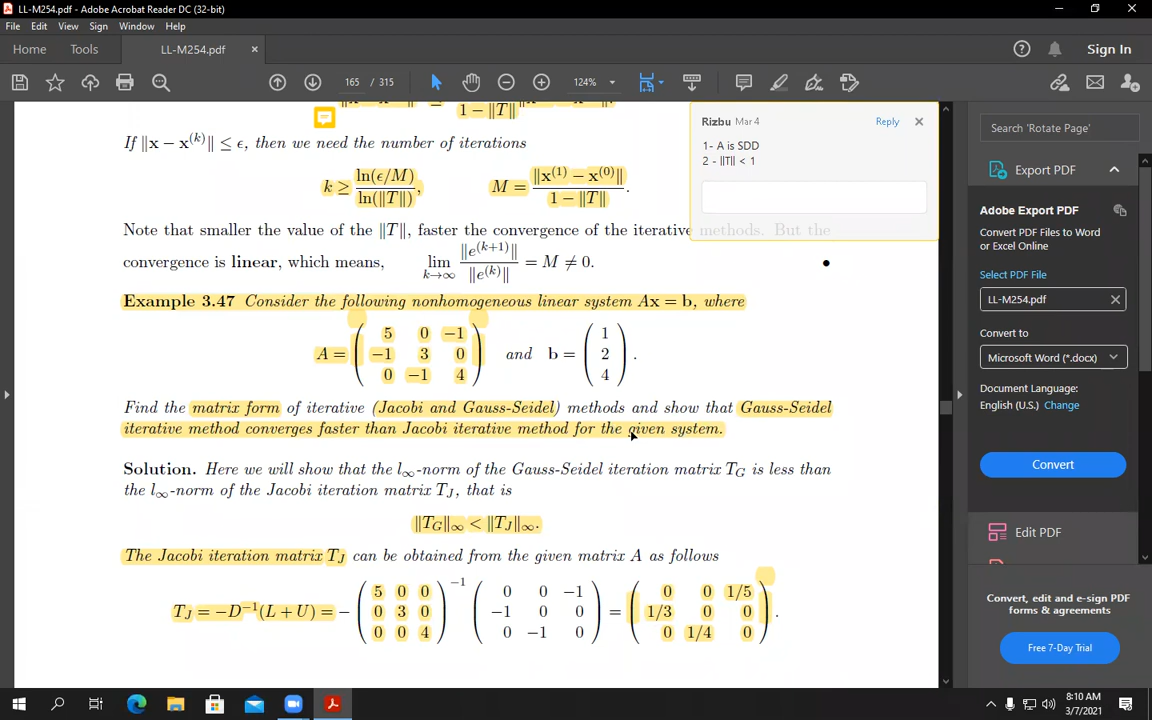 LL-M254.pdf - Adobe Acrobat Reader DC (32-bit)
File Edit View Sign Window Help
Home Tools LL-M254.pdf × Sign In
165 / 315 124%
1 − ‖T‖
If ‖x − x^(k)‖ ≤ ϵ, then we need the number of iterations
k ≥ ln(ϵ/M) / ln(‖T‖), M = ‖x^(1) − x^(0)‖ / 1 − ‖T‖.
Note that smaller the value of the ‖T‖, faster the convergence of the iterative methods. But the
convergence is linear, which means, lim k→∞ ‖e^(k+1)‖ / ‖e^(k)‖ = M ≠ 0.
Example 3.47 Consider the following nonhomogeneous linear system Ax = b, where
5 0 −1 1
A = −1 3 0 and b = 2 .
0 −1 4 4
Find the matrix form of iterative (Jacobi and Gauss-Seidel) methods and show that Gauss-Seidel
iterative method converges faster than Jacobi iterative method for the given system.
Solution. Here we will show that the l∞-norm of the Gauss-Seidel iteration matrix T_G is less than
the l∞-norm of the Jacobi iteration matrix T_J, that is
‖T_G‖∞ < ‖T_J‖∞.
The Jacobi iteration matrix T_J can be obtained from the given matrix A as follows
5 0 0 −1 0 0 −1 0 0 1/5
T_J = −D^−1(L + U) = − 0 3 0 −1 0 0 = 1/3 0 0 .
0 0 4 0 −1 0 0 1/4 0
Rizbu Mar 4 Reply ×
1- A is SDD
2 - ‖T‖ < 1
Search 'Rotate Page'
Export PDF
Adobe Export PDF
Convert PDF Files to Word
or Excel Online
Select PDF File
LL-M254.pdf ×
Convert to
Microsoft Word (*.docx)
Document Language:
English (U.S.) Change
Convert
Edit PDF
Convert, edit and e-sign PDF
forms & agreements
Free 7-Day Trial
8:10 AM
3/7/2021